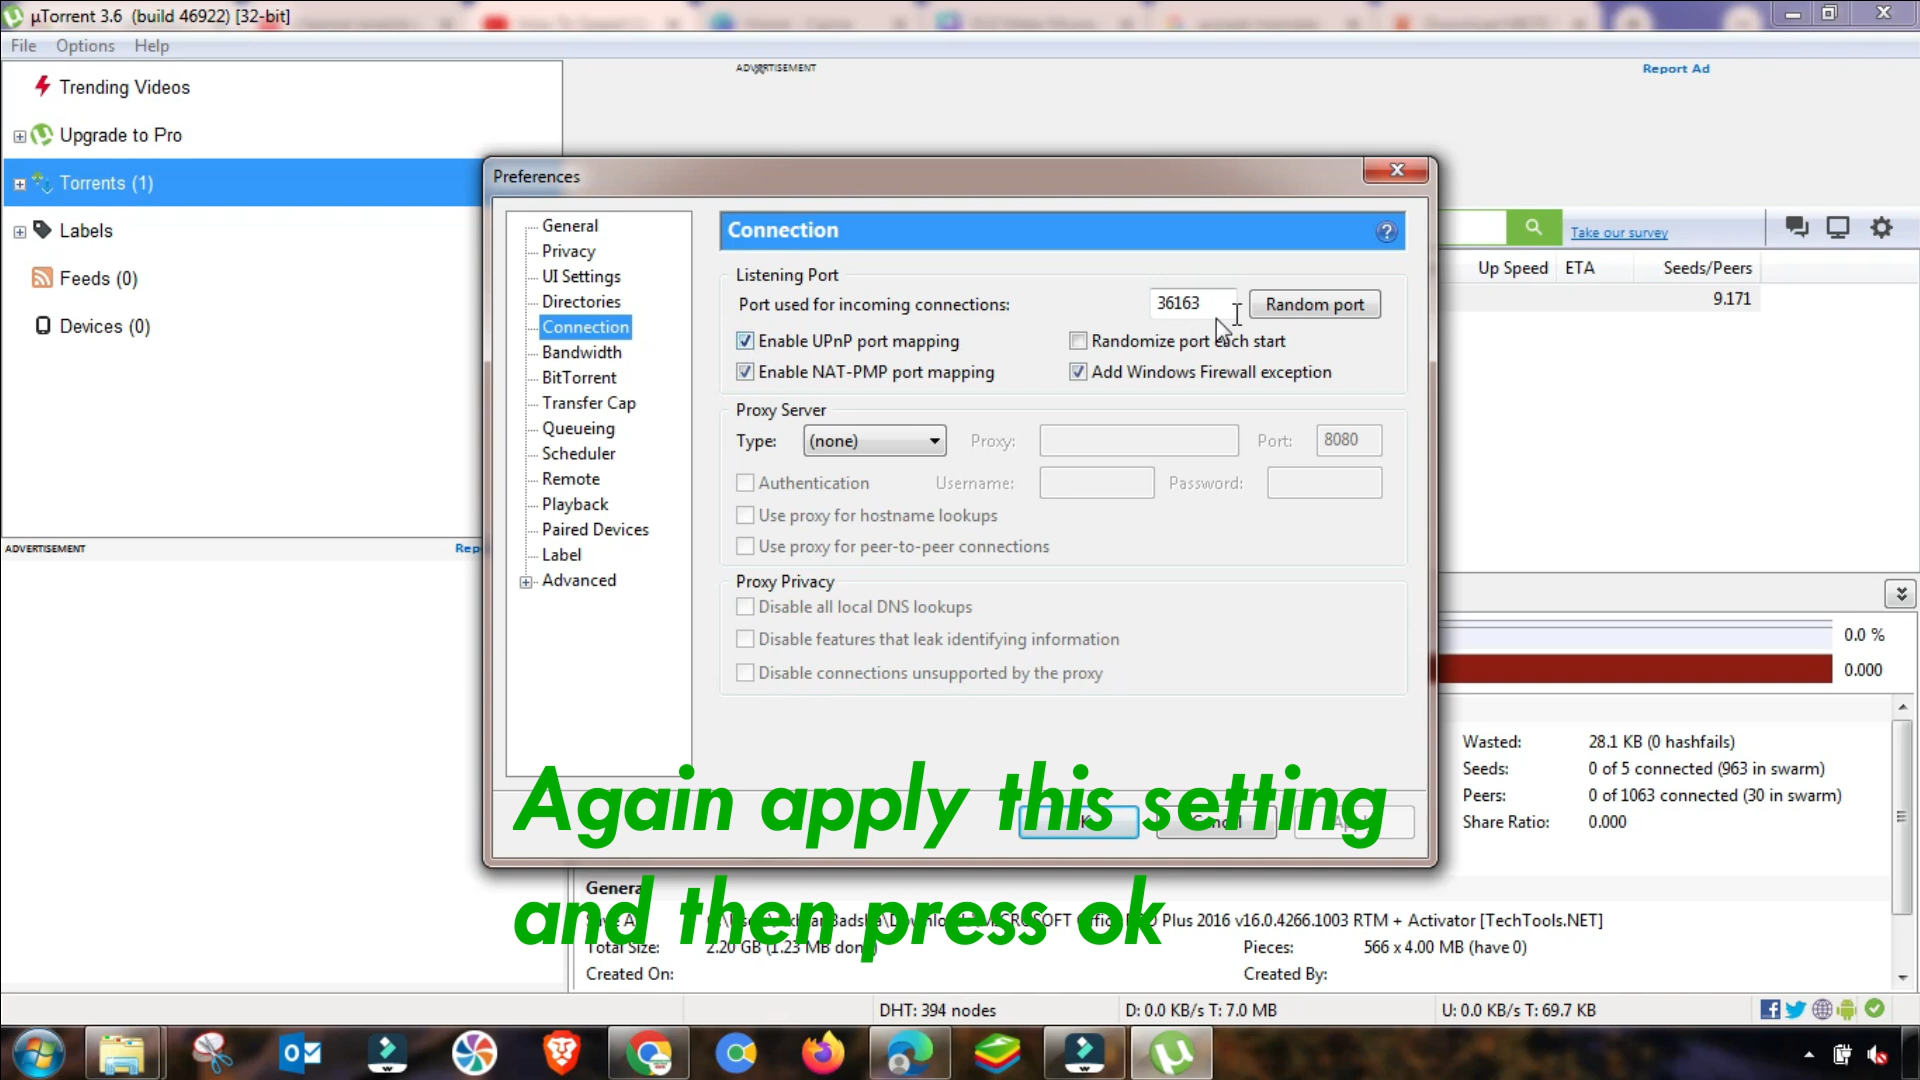 µTorrent 3.6 (build 46922) [32-bit]
File Options Help
Trending Videos
Upgrade to Pro
Torrents (1)
Labels
Feeds (0)
Devices (0)
ADVERTISEMENT
Report Ad
Take our survey
Up Speed ETA Seeds/Peers
9.171
Preferences
General
Privacy
UI Settings
Directories
Connection
Bandwidth
BitTorrent
Transfer Cap
Queueing
Scheduler
Remote
Playback
Paired Devices
Label
Advanced
Connection
Listening Port
Port used for incoming connections: 36163 Random port
Enable UPnP port mapping Randomize port each start
Enable NAT-PMP port mapping Add Windows Firewall exception
Proxy Server
Type: (none) Proxy: Port: 8080
Authentication Username: Password:
Use proxy for hostname lookups
Use proxy for peer-to-peer connections
Proxy Privacy
Disable all local DNS lookups
Disable features that leak identifying information
Disable connections unsupported by the proxy
Again apply this setting
and then press ok
ADVERTISEMENT
0.0 %
0.000
Wasted: 28.1 KB (0 hashfails)
Seeds: 0 of 5 connected (963 in swarm)
Peers: 0 of 1063 connected (30 in swarm)
Share Ratio: 0.000
Plus 2016 v16.0.4266.1003 RTM + Activator [TechTools.NET]
Total Size: 2.20 GB (1.23 MB done) Pieces: 566 x 4.00 MB (have 0)
Created On: Created By:
DHT: 394 nodes D: 0.0 KB/s T: 7.0 MB U: 0.0 KB/s T: 69.7 KB